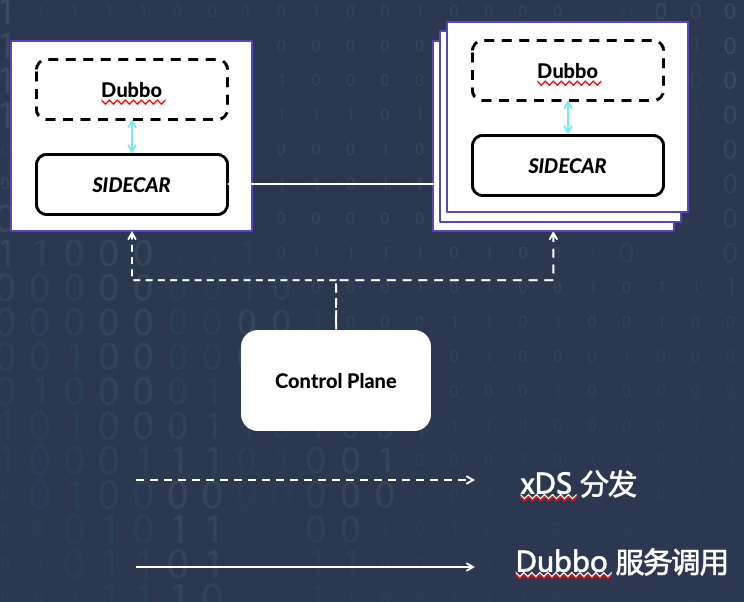 Dubbo
SIDECAR
Dubbo
SIDECAR
Control Plane
xDS 分发
Dubbo 服务调用